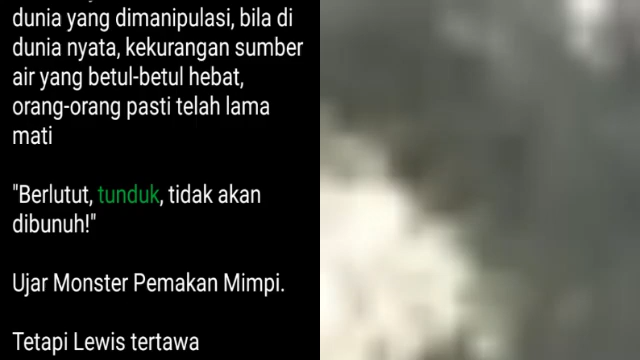 dunia yang dimanipulasi, bila di
dunia nyata, kekurangan sumber
air yang betul-betul hebat,
orang-orang pasti telah lama
mati
"Berlutut, tunduk, tidak akan
dibunuh!"
Ujar Monster Pemakan Mimpi.
Tetapi Lewis tertawa